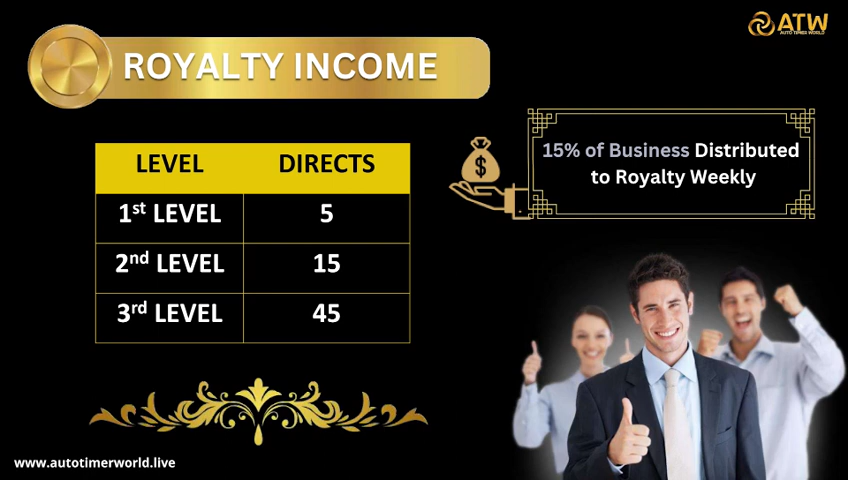 ATW
AUTO TIMER WORLD
ROYALTY INCOME
15% of Business Distributed
to Royalty Weekly
LEVEL DIRECTS
1st LEVEL 5
2nd LEVEL 15
3rd LEVEL 45
www.autotimerworld.live